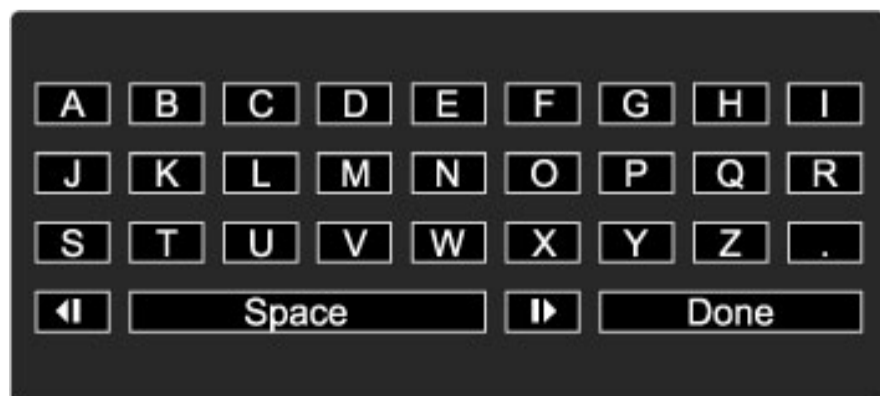 A B C D E F G H I
J K L M N O P Q R
S T U V W X Y Z .
Space Done